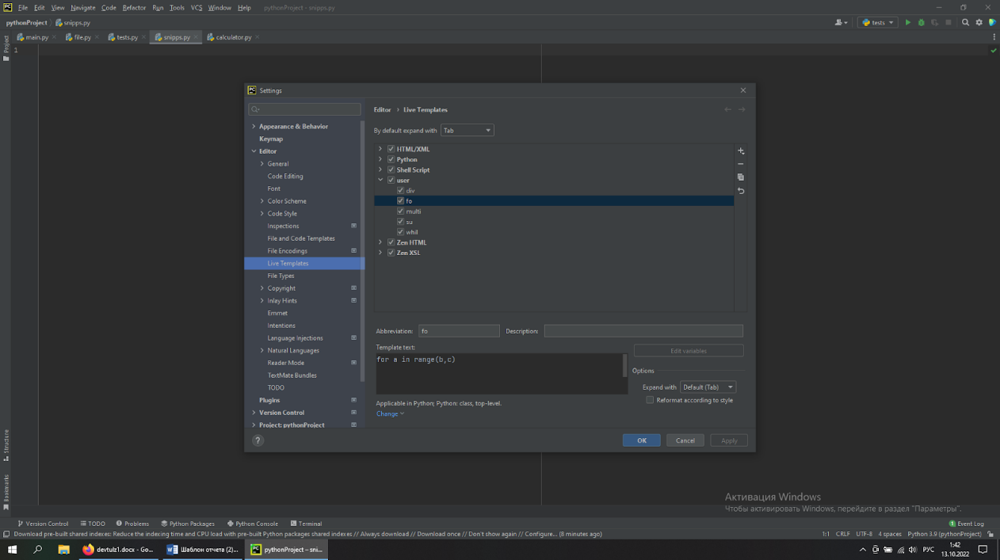 File Edit View Navigate Code Refactor Run Tools VCS Window Help pythonProject - snipps.py
pythonProject snipps.py
tests
main.py file.py tests.py snipps.py calculator.py
Project
1
Settings
Editor › Live Templates
By default expand with Tab
Appearance & Behavior
Keymap
Editor
General
Code Editing
Font
Color Scheme
Code Style
Inspections
File and Code Templates
File Encodings
Live Templates
File Types
Copyright
Inlay Hints
Emmet
Intentions
Language Injections
Natural Languages
Reader Mode
TextMate Bundles
TODO
Plugins
Version Control
Project: pythonProject
HTML/XML
Python
Shell Script
user
div
fo
multi
su
whil
Zen HTML
Zen XSL
Abbreviation: fo Description:
Template text:
for a in range(b,c)
Edit variables
Options
Expand with Default (Tab)
Reformat according to style
Applicable in Python; Python: class, top-level.
Change
? OK Cancel Apply
Structure
Bookmarks
Активация Windows
Чтобы активировать Windows, перейдите в раздел "Параметры".
Version Control TODO Problems Python Packages Python Console Terminal 1 Event Log
Download pre-built shared indexes: Reduce the indexing time and CPU load with pre-built Python packages shared indexes // Always download // Download once // Don't show again // Configure... (8 minutes ago) 1:1 CRLF UTF-8 4 spaces Python 3.9 (pythonProject)
devtulz1.docx - Go... Шаблон отчета (2)... pythonProject – sni... РУС 1:42
13.10.2022